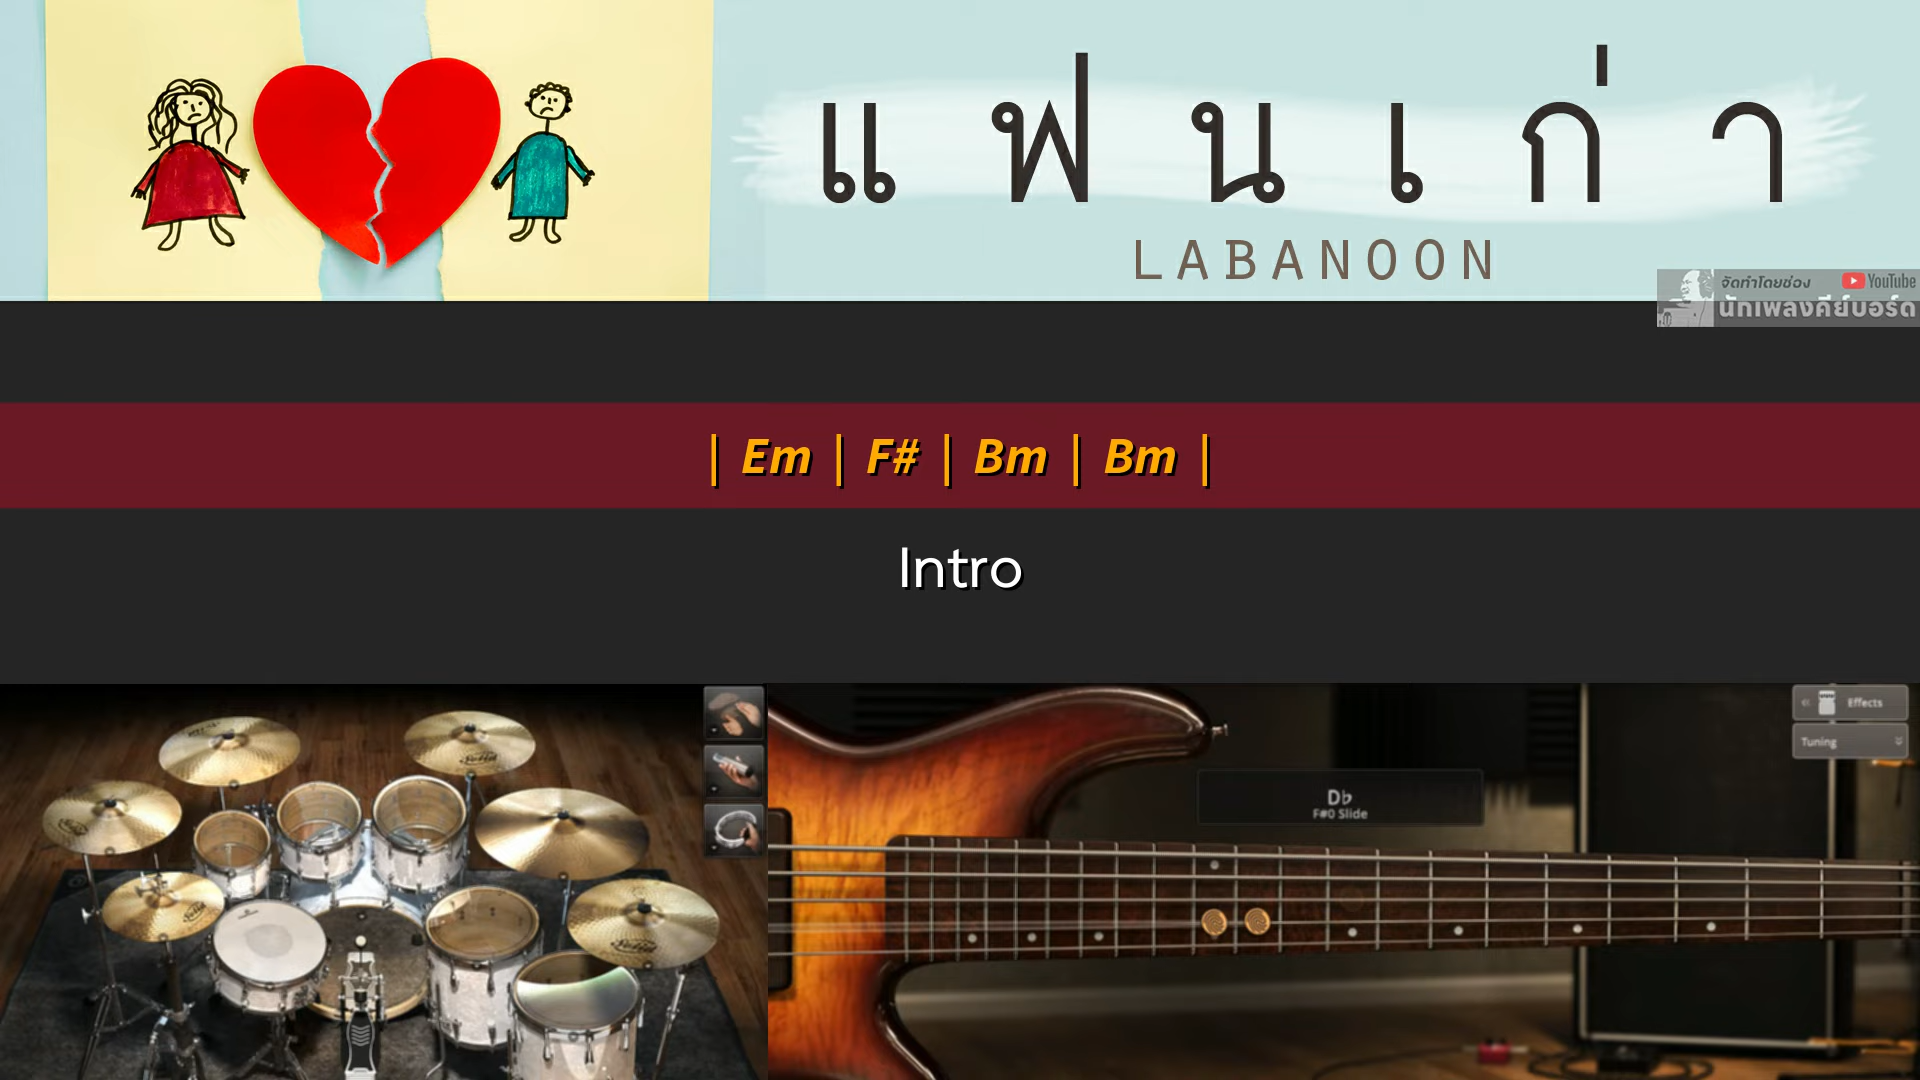 แฟนเก่า
LABANOON
จัดทำโดยช่อง YouTube
นักเพลงคีย์บอร์ด
| Em | F# | Bm | Bm |
Intro
Effects
Tuning
D♭
F#0 Slide